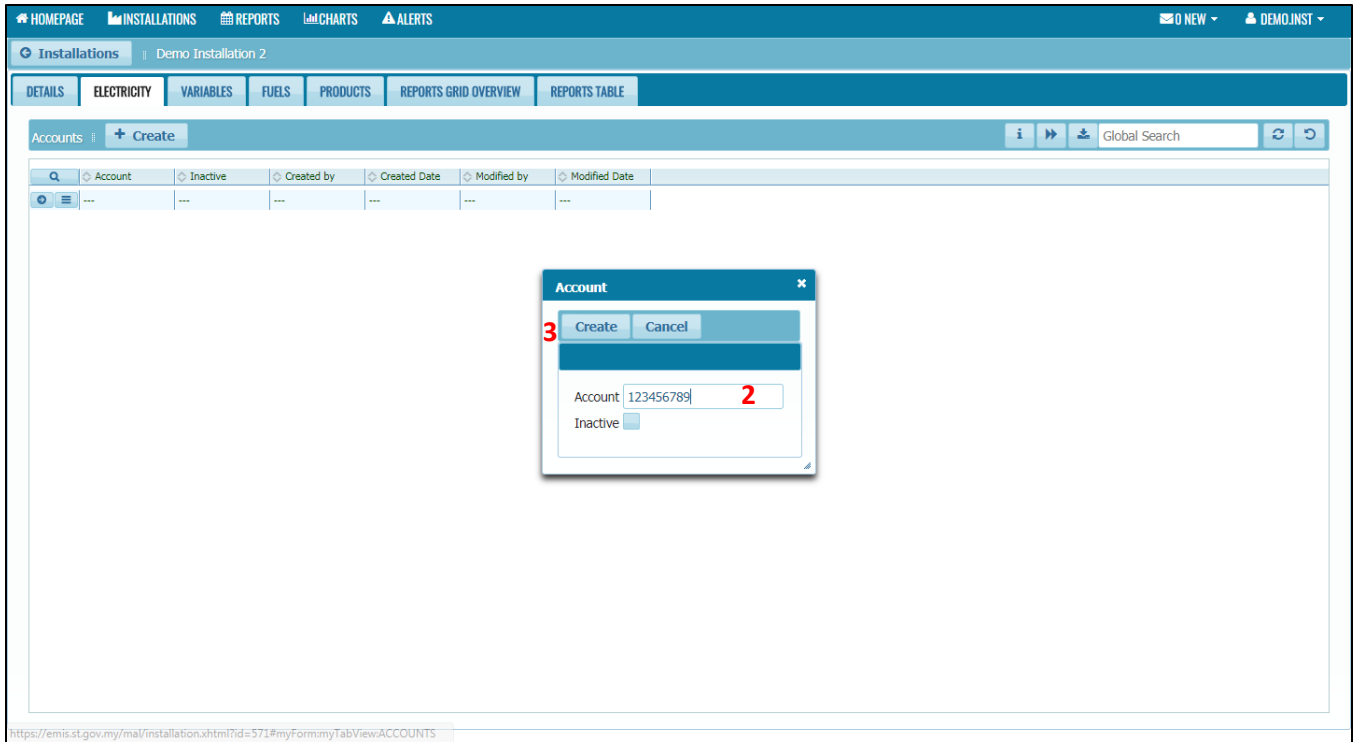 HOMEPAGE INSTALLATIONS REPORTS CHARTS ALERTS 0 NEW DEMO.INST
Installations Demo Installation 2
DETAILS ELECTRICITY VARIABLES FUELS PRODUCTS REPORTS GRID OVERVIEW REPORTS TABLE
Accounts + Create i Global Search
Account Inactive Created by Created Date Modified by Modified Date
--- --- --- --- --- ---
Account
3 Create Cancel
Account 123456789 2
Inactive
https://emis.st.gov.my/mal/installation.xhtml?id=571#myForm:myTabView:ACCOUNTS